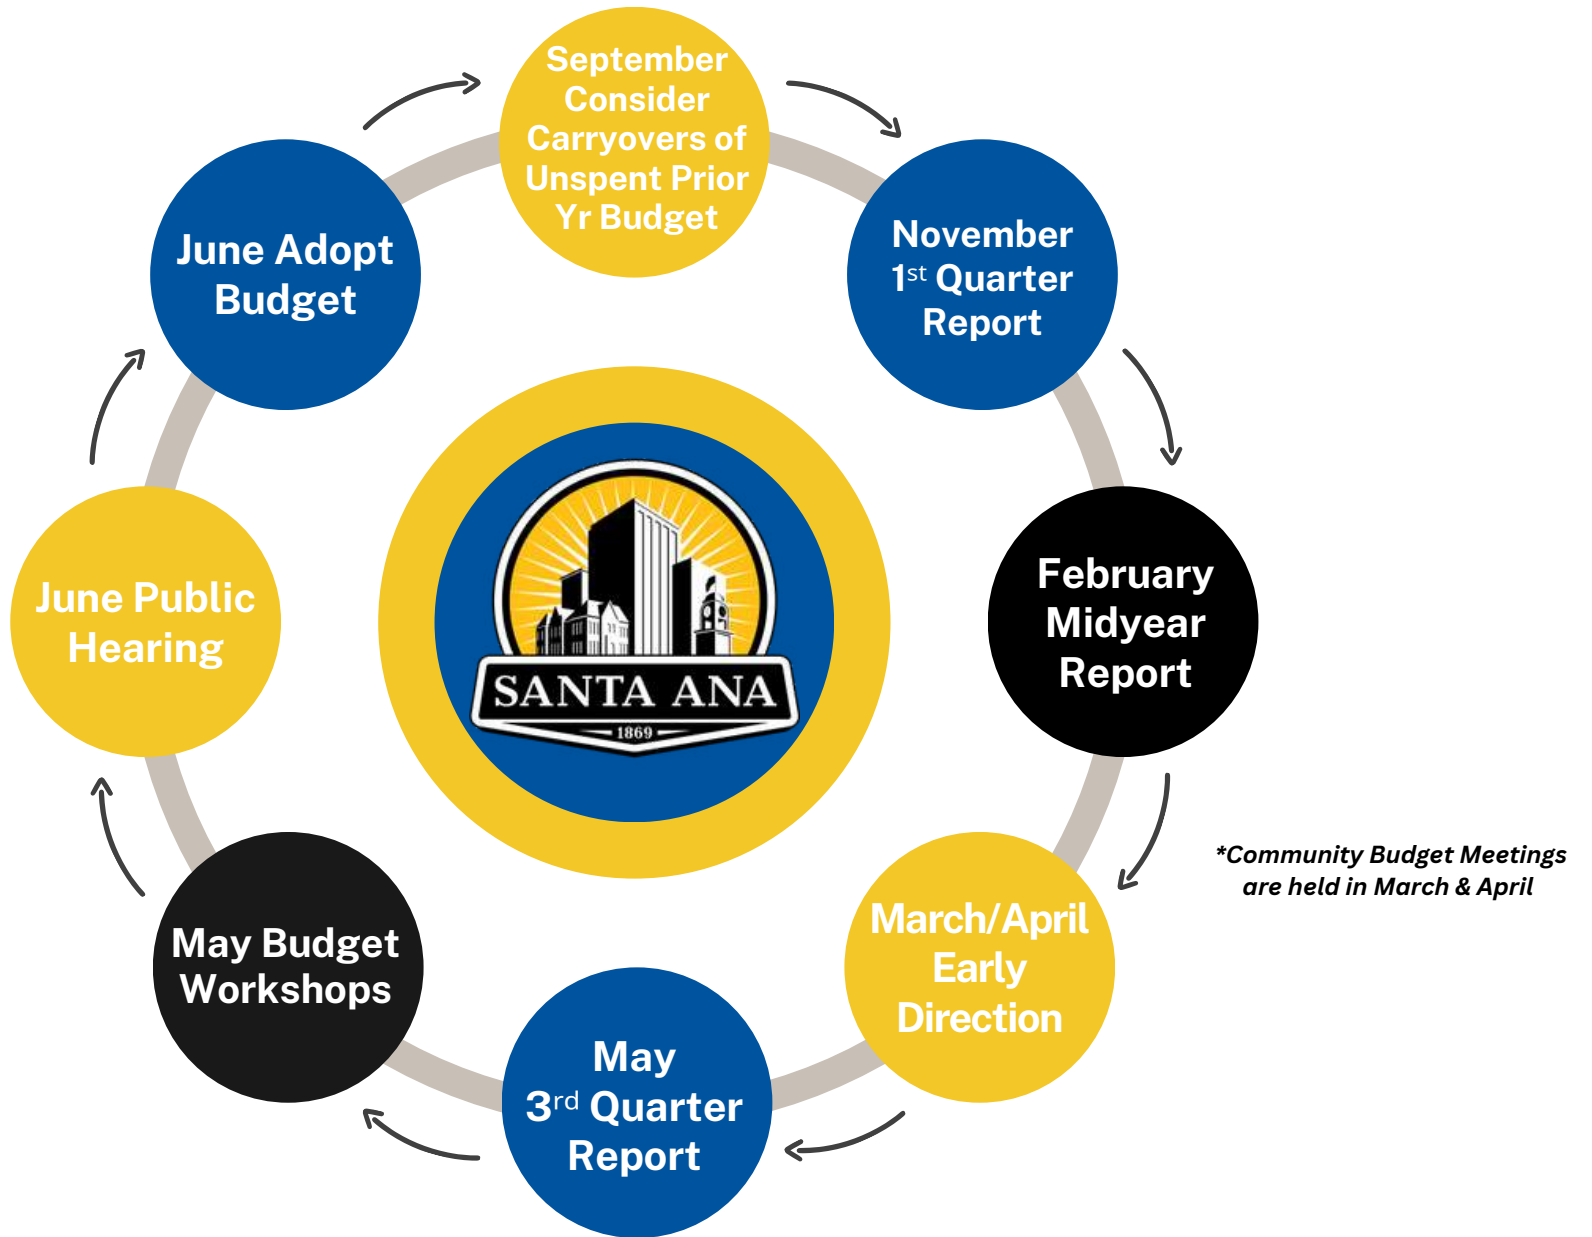 September
Consider
Carryovers of
Unspent Prior
Yr Budget
November
1st Quarter
Report
February
Midyear
Report
*Community Budget Meetings
are held in March & April
March/April
Early
Direction
May
3rd Quarter
Report
May Budget
Workshops
June Public
Hearing
June Adopt
Budget
SANTA ANA
1869